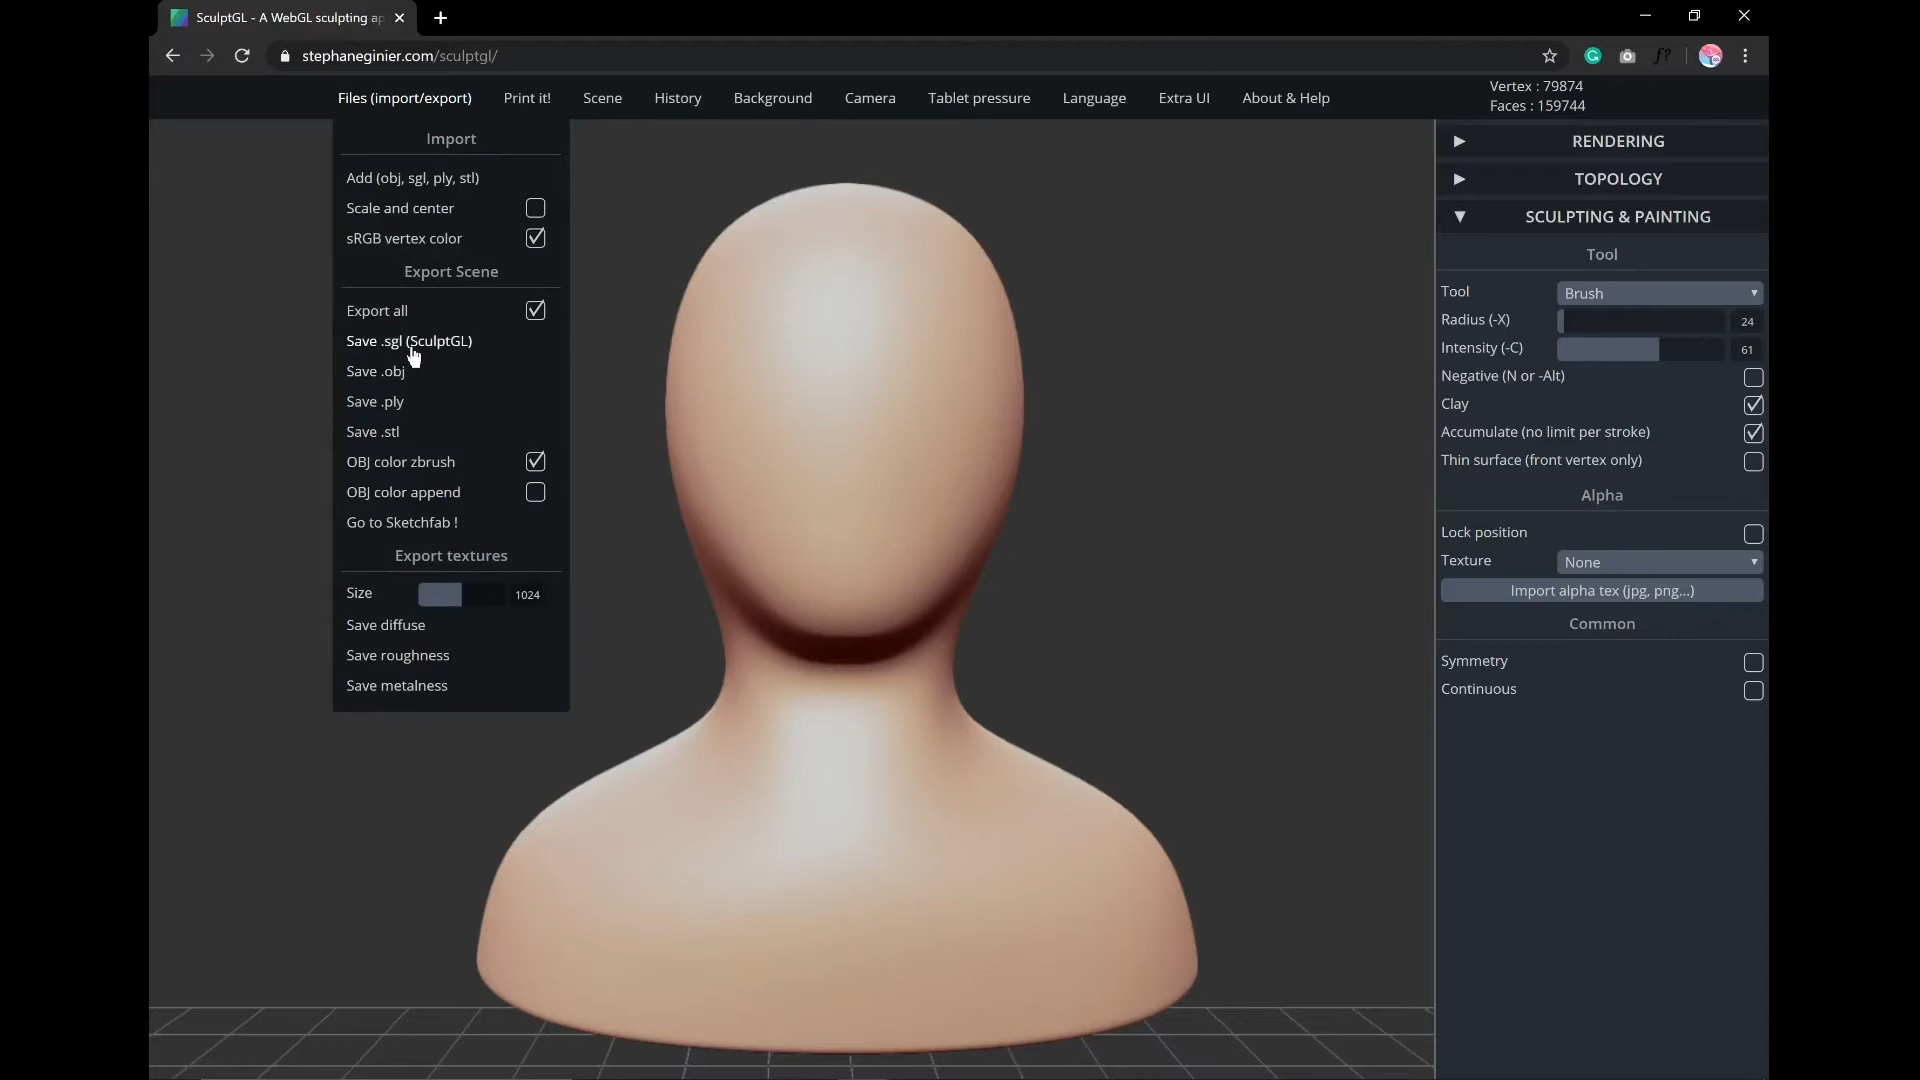 SculptGL - A WebGL sculpting ap
stephaneginier.com/sculptgl/
f?
Files (import/export) Print it! Scene History Background Camera Tablet pressure Language Extra UI About & Help
Vertex : 79874
Faces : 159744
Import
Add (obj, sgl, ply, stl)
Scale and center
sRGB vertex color
Export Scene
Export all
Save .sgl (SculptGL)
Save .obj
Save .ply
Save .stl
OBJ color zbrush
OBJ color append
Go to Sketchfab !
Export textures
Size 1024
Save diffuse
Save roughness
Save metalness
RENDERING
TOPOLOGY
SCULPTING & PAINTING
Tool
Tool Brush
Radius (-X) 24
Intensity (-C) 61
Negative (N or -Alt)
Clay
Accumulate (no limit per stroke)
Thin surface (front vertex only)
Alpha
Lock position
Texture None
Import alpha tex (jpg, png...)
Common
Symmetry
Continuous